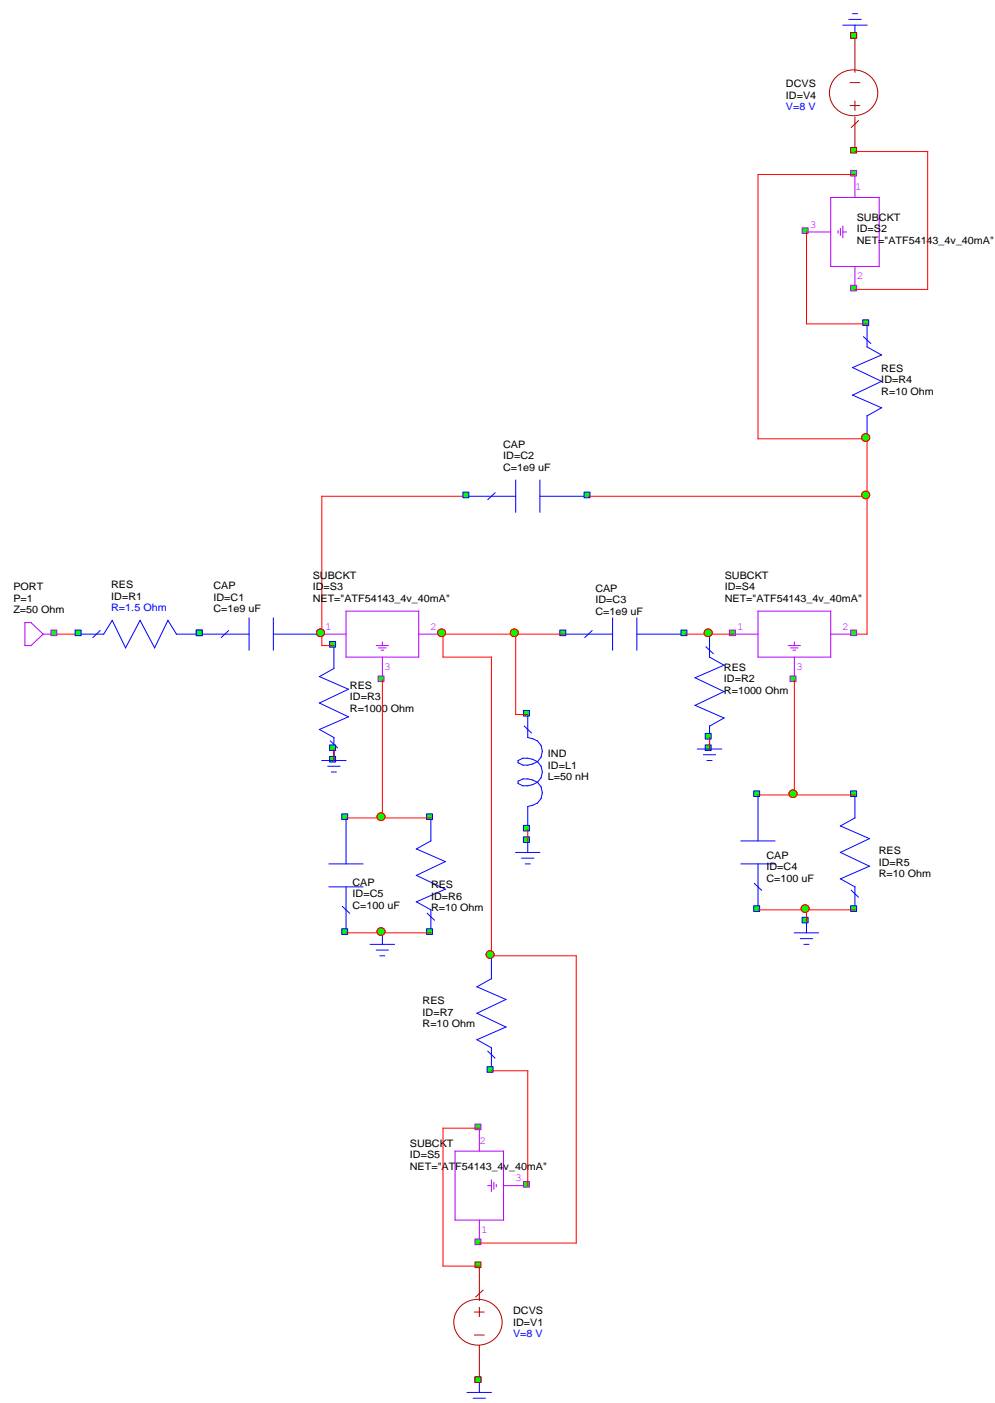 DCVS
ID=V4
V=8 V
1
3
SUBCKT
ID=S2
NET="ATF54143_4v_40mA"
2
RES
ID=R4
R=10 Ohm
CAP
ID=C2
C=1e9 uF
PORT
P=1
Z=50 Ohm
RES
ID=R1
R=1.5 Ohm
CAP
ID=C1
C=1e9 uF
SUBCKT
ID=S3
NET="ATF54143_4v_40mA"
1
2
3
CAP
ID=C3
C=1e9 uF
SUBCKT
ID=S4
NET="ATF54143_4v_40mA"
1
2
3
RES
ID=R3
R=1000 Ohm
RES
ID=R2
R=1000 Ohm
IND
ID=L1
L=50 nH
CAP
ID=C5
C=100 uF
RES
ID=R6
R=10 Ohm
CAP
ID=C4
C=100 uF
RES
ID=R5
R=10 Ohm
RES
ID=R7
R=10 Ohm
2
SUBCKT
ID=S5
NET="ATF54143_4v_40mA"
3
1
DCVS
ID=V1
V=8 V